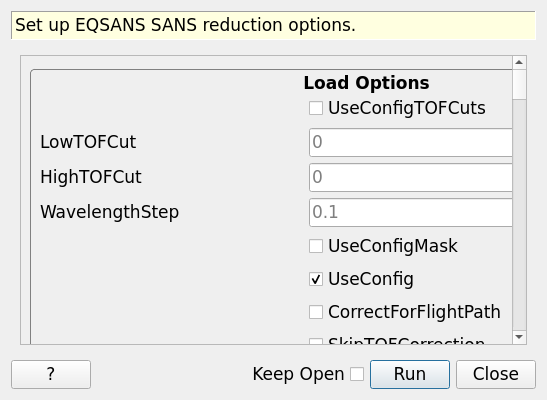 Set up EQSANS SANS reduction options.
Load Options
UseConfigTOFCuts
LowTOFCut 0
HighTOFCut 0
WavelengthStep 0.1
UseConfigMask
UseConfig
CorrectForFlightPath
SkipTOFCorrection
? Keep Open Run Close